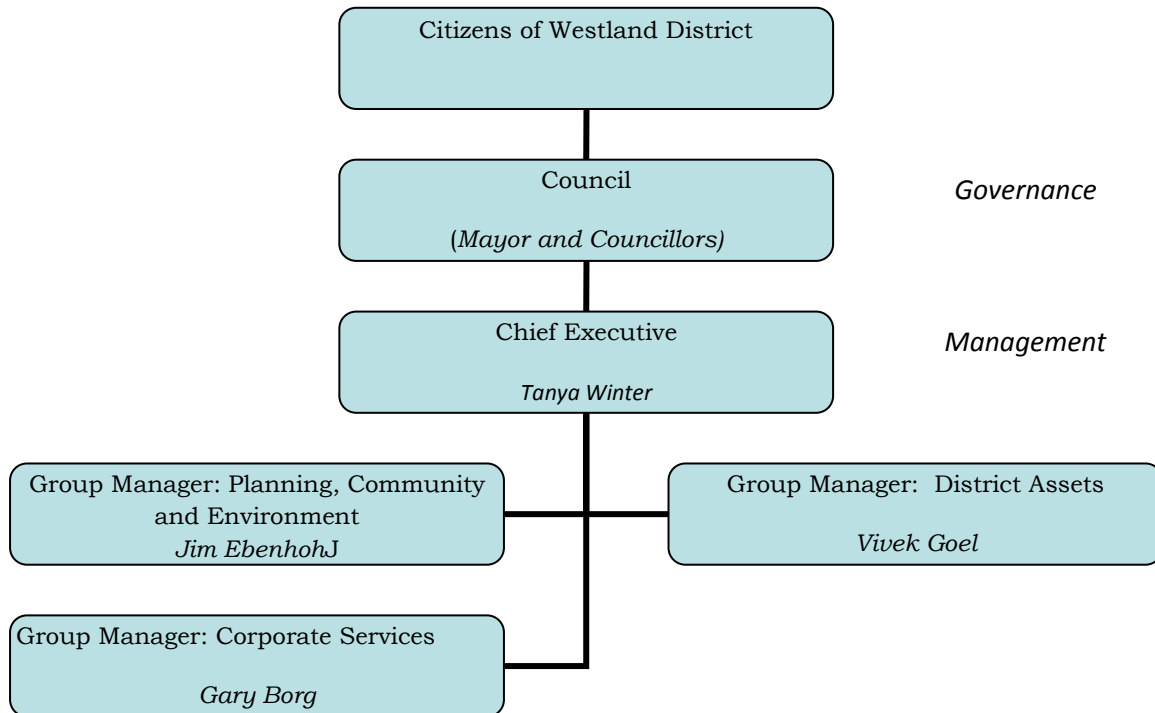 Citizens of Westland District
Council
(Mayor and Councillors)
Governance
Chief Executive
Tanya Winter
Management
Group Manager: Planning, Community
and Environment
Jim EbenhohJ
Group Manager:  District Assets
Vivek Goel
Group Manager: Corporate Services
Gary Borg